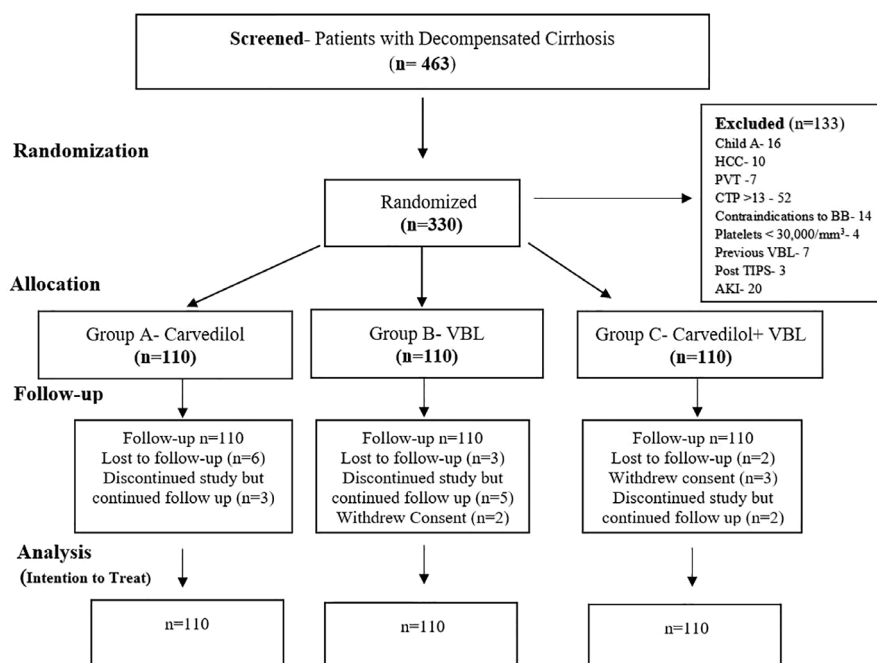 Screened- Patients with Decompensated Cirrhosis
(n= 463)
Excluded (n=133)
Child A- 16
HCC- 10
PVT -7
CTP >13 - 52
Contraindications to BB- 14
Platelets < 30,000/mm³- 4
Previous VBL- 7
Post TIPS- 3
AKI- 20
Randomization
Randomized
(n=330)
Allocation
Group A- Carvedilol
(n=110)
Group B- VBL
(n=110)
Group C- Carvedilol+ VBL
(n=110)
Follow-up
Follow-up n=110
Lost to follow-up (n=6)
Discontinued study but
continued follow up (n=3)
Follow-up n=110
Lost to follow-up (n=3)
Discontinued study but
continued follow up (n=5)
Withdrew Consent (n=2)
Follow-up n=110
Lost to follow-up (n=2)
Withdrew consent (n=3)
Discontinued study but
continued follow up (n=2)
Analysis
(Intention to Treat)
n=110
n=110
n=110